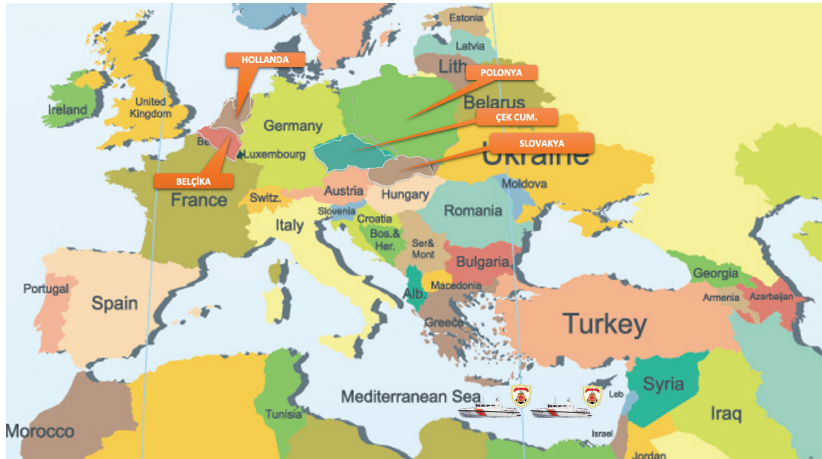 Estonia
Latvia
Lith
HOLLANDA
POLONYA
Belarus
Ireland
United
Kingdom
Germany
ÇEK CUM.
Be
Luxembourg
SLOVAKYA
Ukraine
BELÇİKA
France
Switz.
Austria
Hungary
Moldova
Slovenia
Croatia
Romania
Italy
Bos.&
Her.
Ser&
Mont
Bulgaria
Georgia
Portugal
Spain
Alb.
Macedonia
Armenia
Azerbaijan
Greece
Turkey
Mediterranean Sea
Syria
Leb
Tunisia
Iraq
Morocco
Israel
Jordan